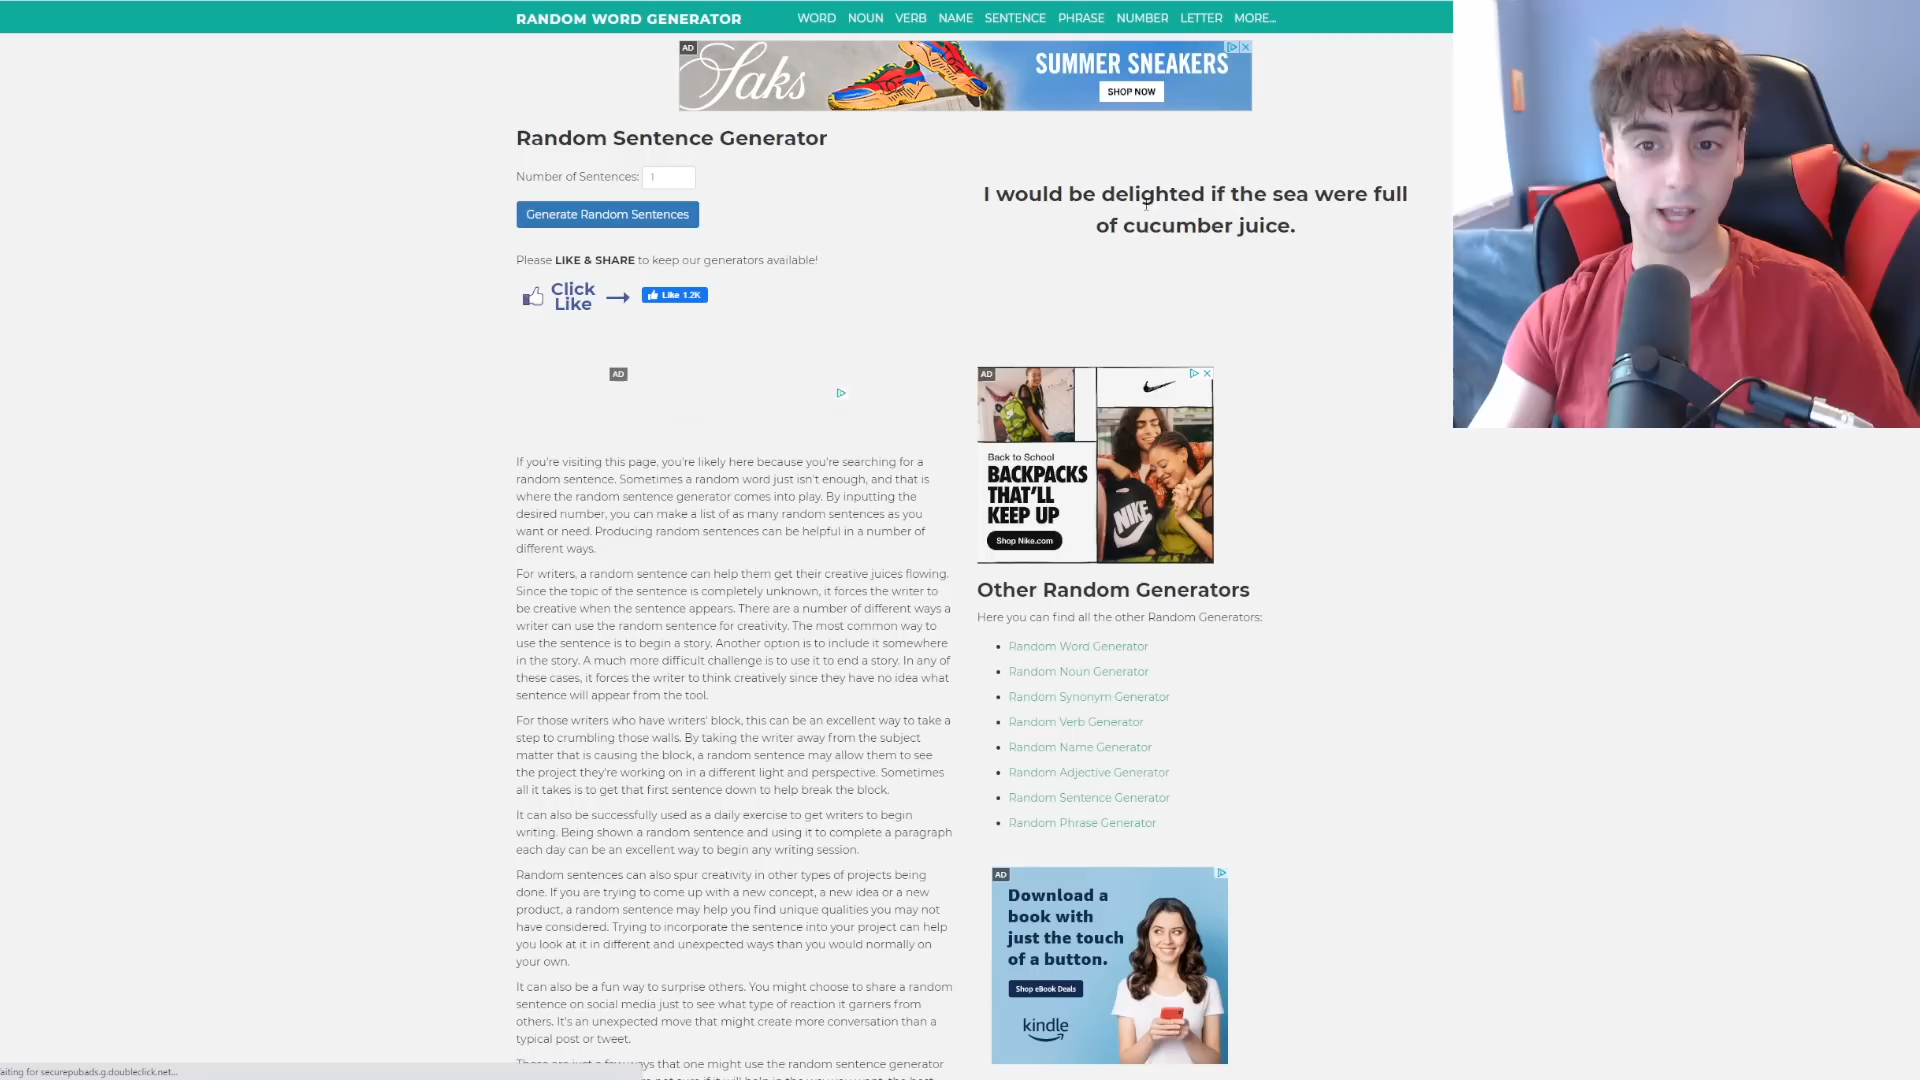 RANDOM WORD GENERATOR
WORD NOUN VERB NAME SENTENCE PHRASE NUMBER LETTER MORE...
AD
Saks
SUMMER SNEAKERS
SHOP NOW
Random Sentence Generator
Number of Sentences: 1
Generate Random Sentences
I would be delighted if the sea were full
of cucumber juice.
Please LIKE & SHARE to keep our generators available!
Click
Like
Like 1.2K
AD
If you're visiting this page, you're likely here because you're searching for a
random sentence. Sometimes a random word just isn't enough, and that is
where the random sentence generator comes into play. By inputting the
desired number, you can make a list of as many random sentences as you
want or need. Producing random sentences can be helpful in a number of
different ways.
For writers, a random sentence can help them get their creative juices flowing.
Since the topic of the sentence is completely unknown, it forces the writer to
be creative when the sentence appears. There are a number of different ways a
writer can use the random sentence for creativity. The most common way to
use the sentence is to begin a story. Another option is to include it somewhere
in the story. A much more difficult challenge is to use it to end a story. In any of
these cases, it forces the writer to think creatively since they have no idea what
sentence will appear from the tool.
For those writers who have writers' block, this can be an excellent way to take a
step to crumbling those walls. By taking the writer away from the subject
matter that is causing the block, a random sentence may allow them to see
the project they're working on in a different light and perspective. Sometimes
all it takes is to get that first sentence down to help break the block.
It can also be successfully used as a daily exercise to get writers to begin
writing. Being shown a random sentence and using it to complete a paragraph
each day can be an excellent way to begin any writing session.
Random sentences can also spur creativity in other types of projects being
done. If you are trying to come up with a new concept, a new idea or a new
product, a random sentence may help you find unique qualities you may not
have considered. Trying to incorporate the sentence into your project can help
you look at it in different and unexpected ways than you would normally on
your own.
It can also be a fun way to surprise others. You might choose to share a random
sentence on social media just to see what type of reaction it garners from
others. It's an unexpected move that might create more conversation than a
typical post or tweet.
ways that one might use the random sentence generator
aiting for securepubads.g.doubleclick.net...
AD
Back to School
BACKPACKS
THAT'LL
KEEP UP
Shop Nike.com
NIKE
Other Random Generators
Here you can find all the other Random Generators:
Random Word Generator
Random Noun Generator
Random Synonym Generator
Random Verb Generator
Random Name Generator
Random Adjective Generator
Random Sentence Generator
Random Phrase Generator
AD
Download a
book with
just the touch
of a button.
Shop eBook Deals
kindle